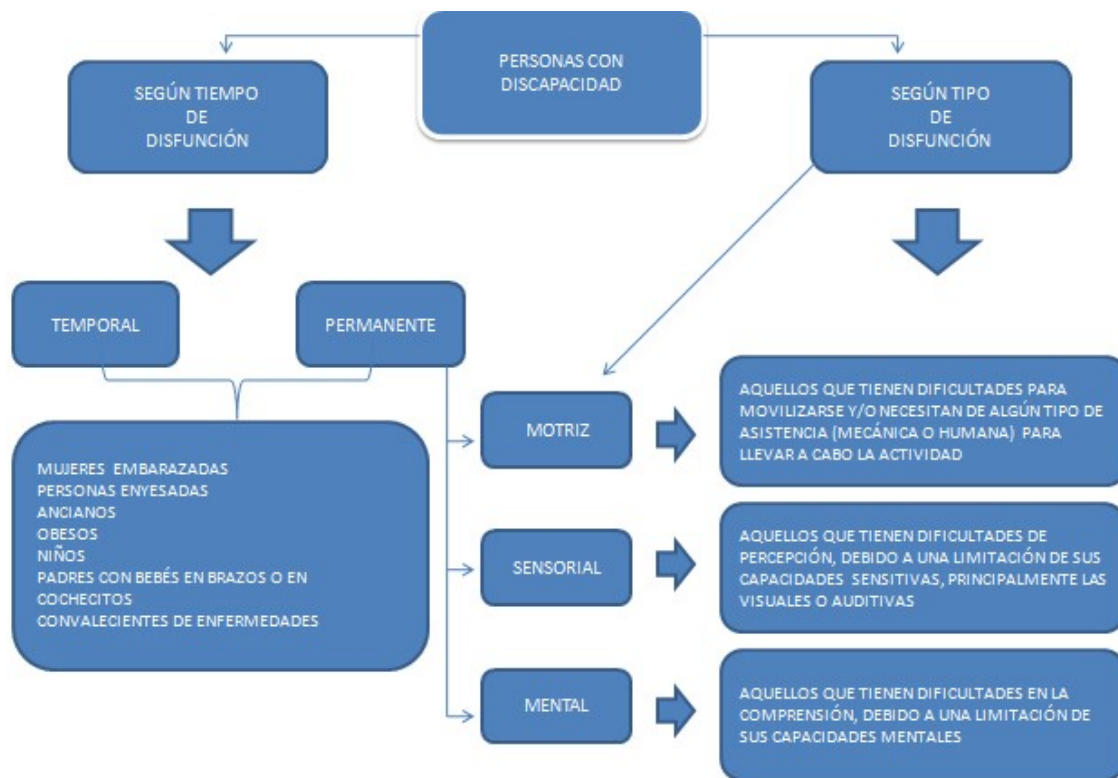 PERSONAS CON
DISCAPACIDAD
SEGÚN TIEMPO
DE
DISFUNCIÓN
SEGÚN TIPO
DE
DISFUNCIÓN
TEMPORAL
PERMANENTE
MUJERES EMBARAZADAS
PERSONAS ENYESADAS
ANCIANOS
OBESOS
NIÑOS
PADRES CON BEBÉS EN BRAZOS O EN
COCHECITOS
CONVALECIENTES DE ENFERMEDADES
MOTRIZ
AQUELLOS QUE TIENEN DIFICULTADES PARA
MOVILIZARSE Y/O NECESITAN DE ALGÚN TIPO DE
ASISTENCIA (MECÁNICA O HUMANA) PARA
LLEVAR A CABO LA ACTIVIDAD
SENSORIAL
AQUELLOS QUE TIENEN DIFICULTADES DE
PERCEPCIÓN, DEBIDO A UNA LIMITACIÓN DE SUS
CAPACIDADES SENSITIVAS, PRINCIPALMENTE LAS
VISUALES O AUDITIVAS
MENTAL
AQUELLOS QUE TIENEN DIFICULTADES EN LA
COMPRENSIÓN, DEBIDO A UNA LIMITACIÓN DE
SUS CAPACIDADES MENTALES